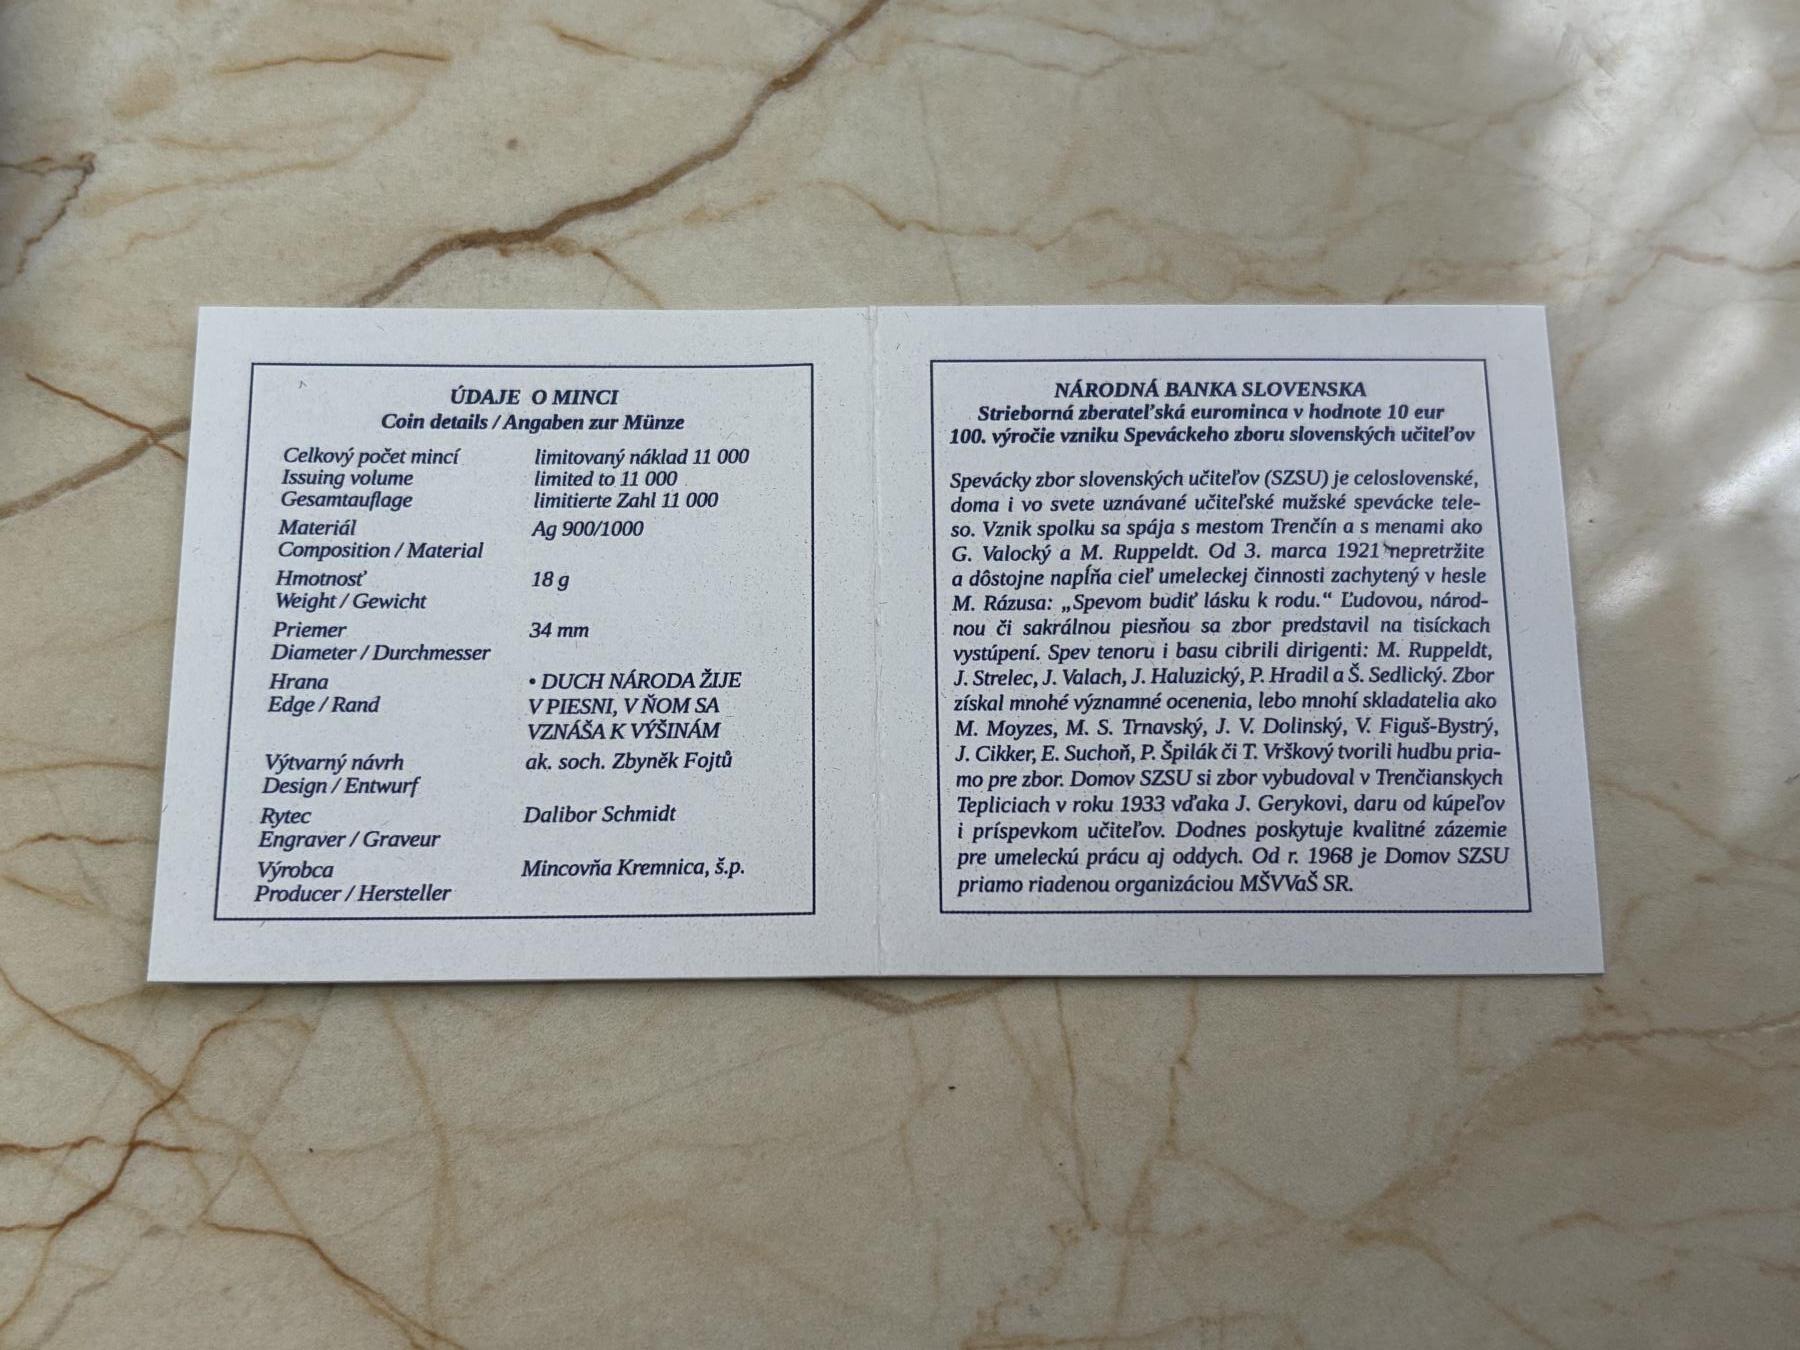 ÚDAJE O MINCI
Coin details / Angaben zur Münze
Celkový počet mincí limitovaný náklad 11 000
Issuing volume limited to 11 000
Gesamtauflage limitierte Zahl 11 000
Materiál Ag 900/1000
Composition / Material
Hmotnosť 18 g
Weight / Gewicht
Priemer 34 mm
Diameter / Durchmesser
Hrana • DUCH NÁRODA ŽIJE
Edge / Rand V PIESNI, V ŇOM SA
VZNÁŠA K VÝŠINÁM
Výtvarný návrh ak. soch. Zbyněk Fojtů
Design / Entwurf
Rytec Dalibor Schmidt
Engraver / Graveur
Výrobca Mincovňa Kremnica, š.p.
Producer / Hersteller
NÁRODNÁ BANKA SLOVENSKA
Strieborná zberateľská eurominca v hodnote 10 eur
100. výročie vzniku Speváckeho zboru slovenských učiteľov
Spevácky zbor slovenských učiteľov (SZSU) je celoslovenské,
doma i vo svete uznávané učiteľské mužské spevácke tele-
so. Vznik spolku sa spája s mestom Trenčín a s menami ako
G. Valocký a M. Ruppeldt. Od 3. marca 1921 nepretržite
a dôstojne napĺňa cieľ umeleckej činnosti zachytený v hesle
M. Rázusa: „Spevom budiť lásku k rodu.“ Ľudovou, národ-
nou či sakrálnou piesňou sa zbor predstavil na tisíckach
vystúpení. Spev tenoru i basu cibrili dirigenti: M. Ruppeldt,
J. Strelec, J. Valach, J. Haluzický, P. Hradil a Š. Sedlický. Zbor
získal mnohé významné ocenenia, lebo mnohí skladatelia ako
M. Moyzes, M. S. Trnavský, J. V. Dolinský, V. Figuš-Bystrý,
J. Cikker, E. Suchoň, P. Špilák či T. Vrškový tvorili hudbu pria-
mo pre zbor. Domov SZSU si zbor vybudoval v Trenčianskych
Tepliciach v roku 1933 vďaka J. Gerykovi, daru od kúpeľov
i príspevkom učiteľov. Dodnes poskytuje kvalitné zázemie
pre umeleckú prácu aj oddych. Od r. 1968 je Domov SZSU
priamo riadenou organizáciou MŠVVaŠ SR.